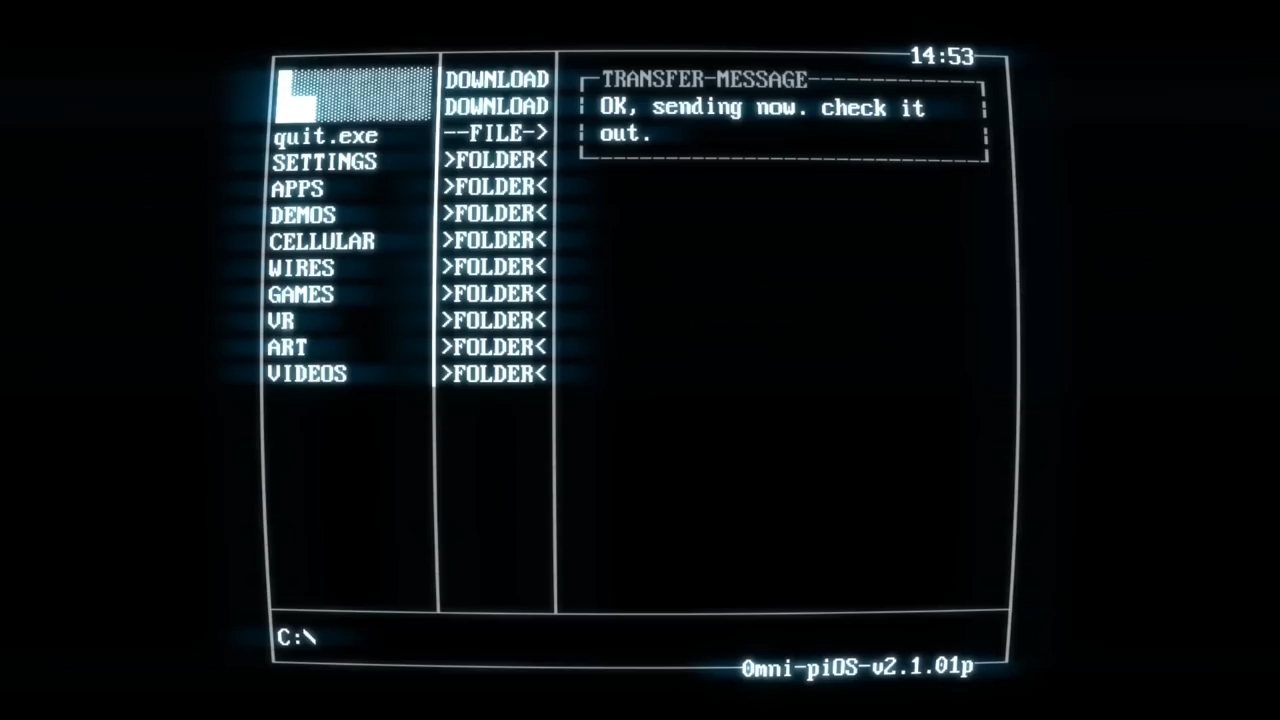 14:53
DOWNLOAD
DOWNLOAD
quit.exe --FILE->
SETTINGS >FOLDER<
APPS >FOLDER<
DEMOS >FOLDER<
CELLULAR >FOLDER<
WIRES >FOLDER<
GAMES >FOLDER<
VR >FOLDER<
ART >FOLDER<
VIDEOS >FOLDER<
TRANSFER-MESSAGE
OK, sending now. check it
out.
C:\
Omni-piOS-v2.1.01p